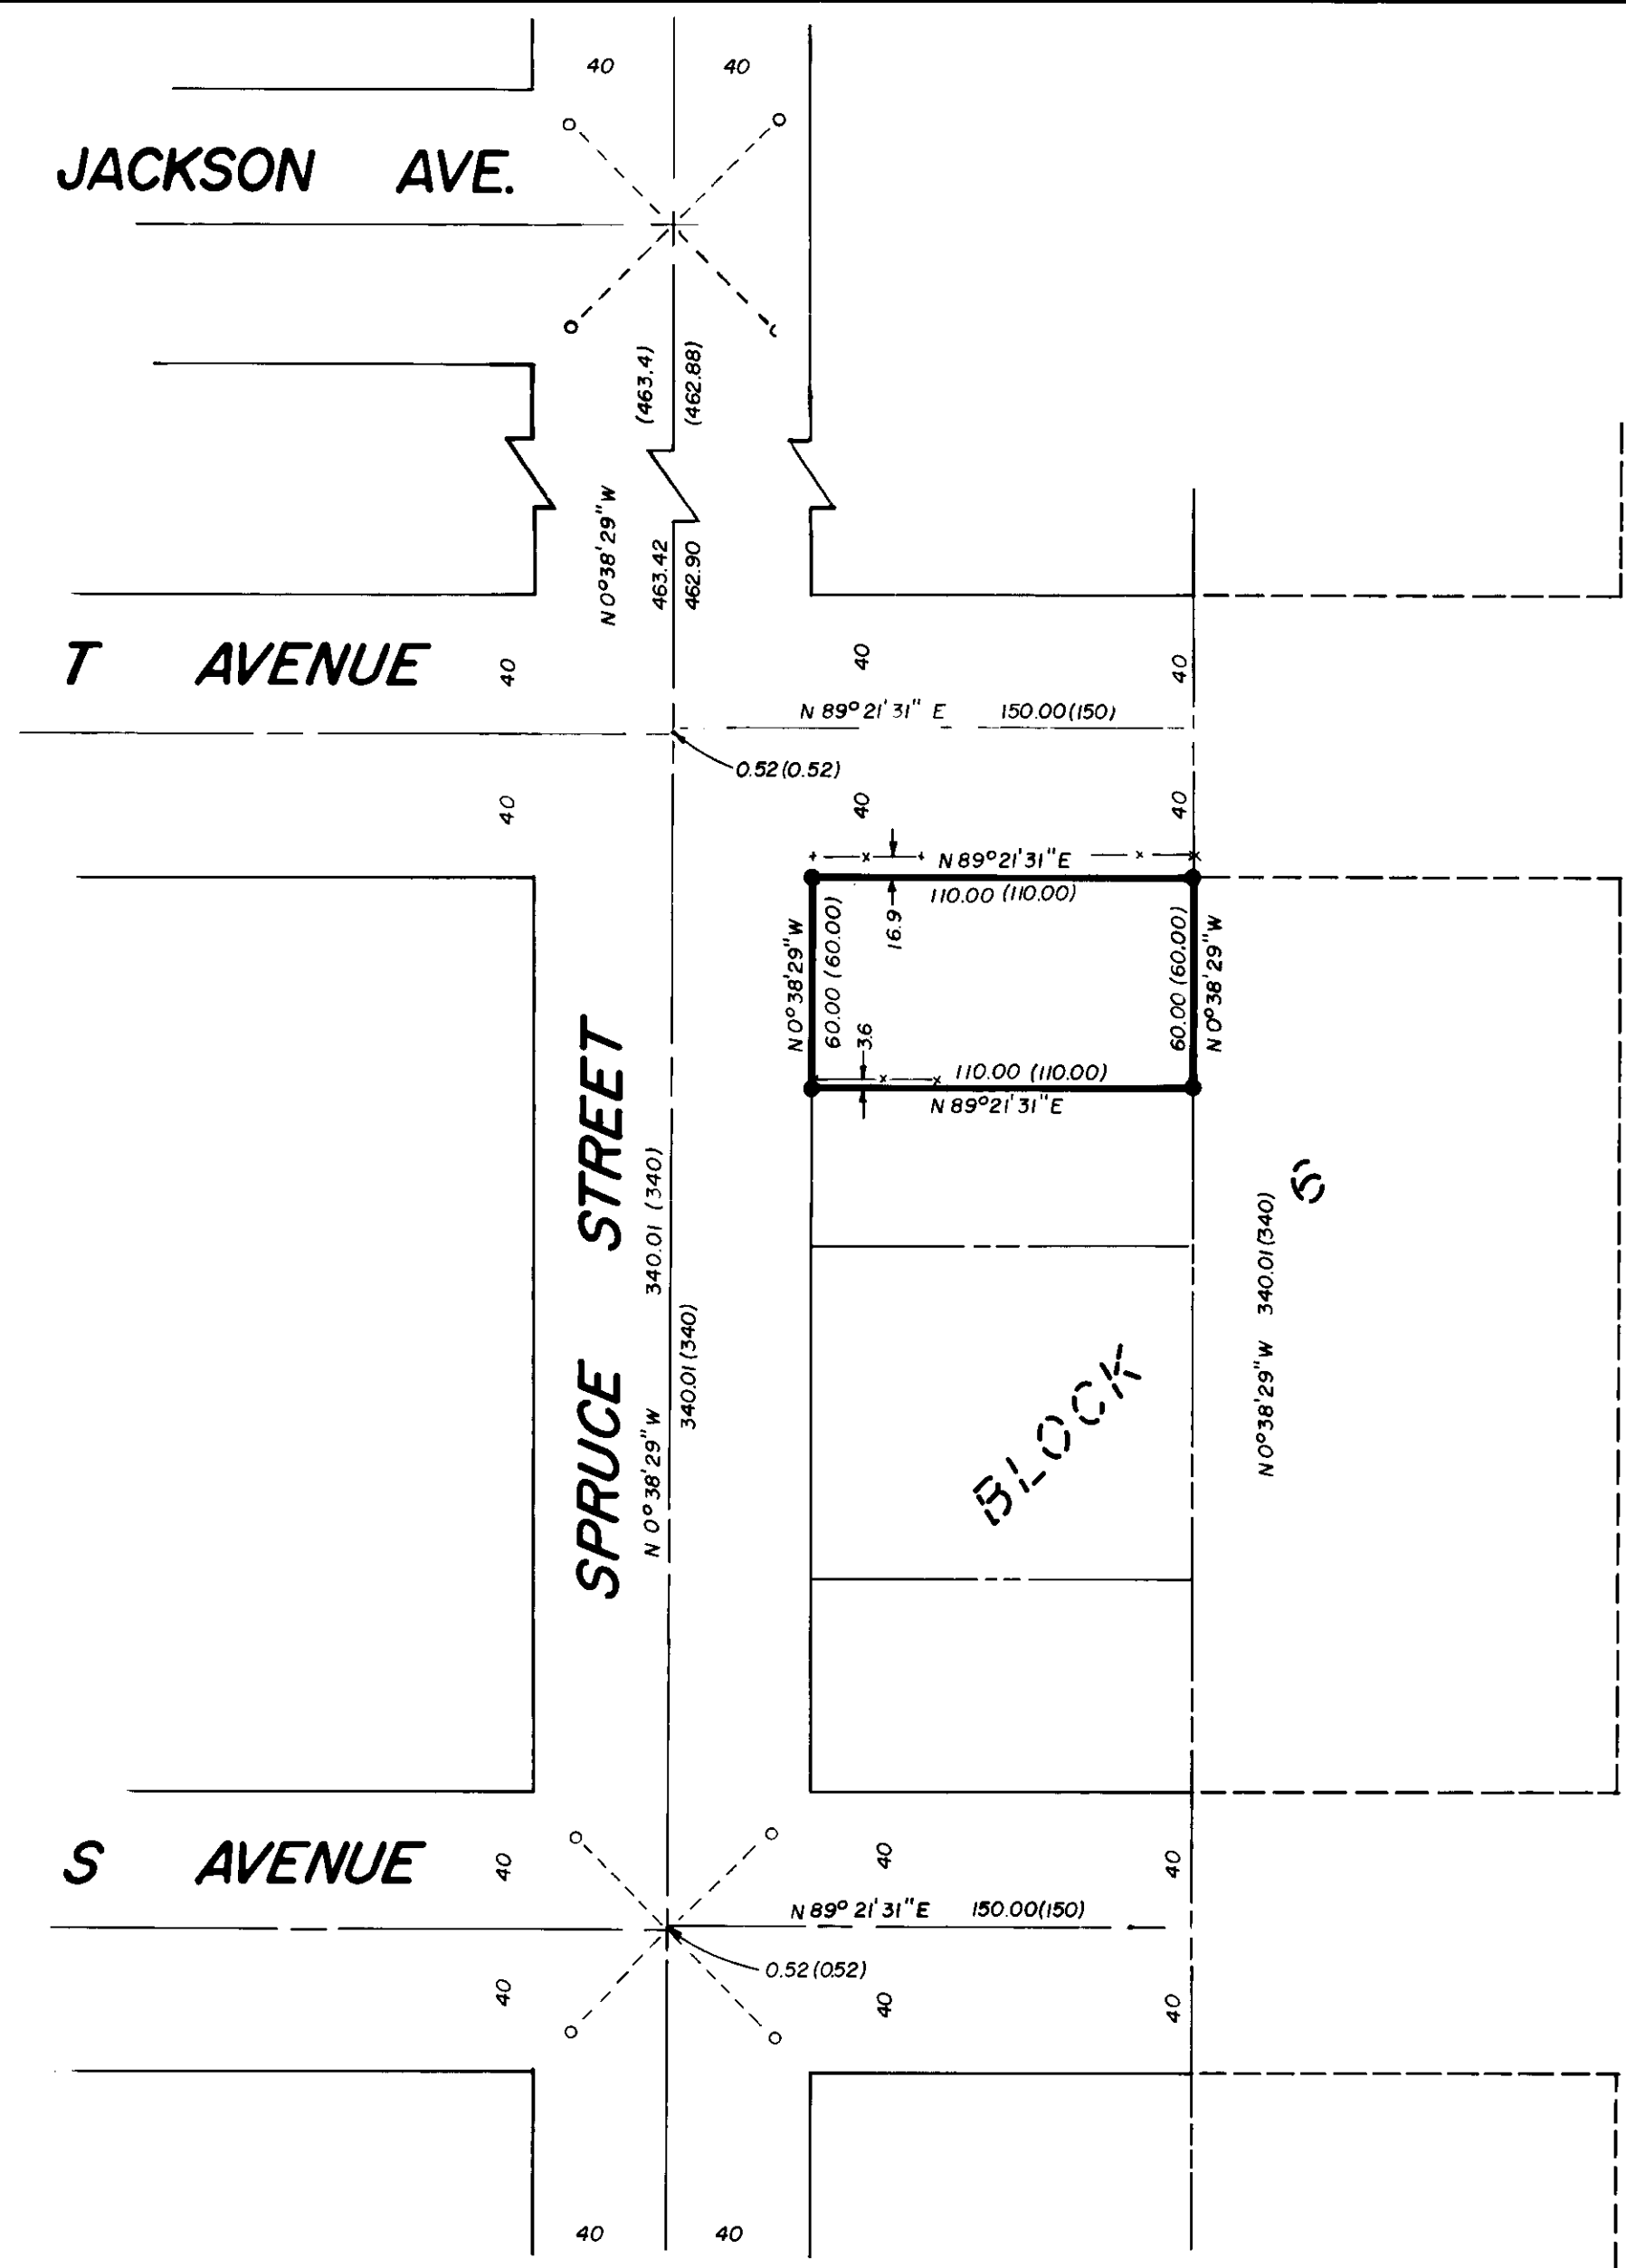 40 40
JACKSON AVE.
(463.4)
(462.88)
N 0°38'29"W
463.42
462.90
T AVENUE
40
40
40
N 89° 21' 31" E 150.00(150)
0.52(0.52)
40
40
40
N 89°21'31"E
110.00 (110.00)
16.9
N 0°38'29"W
60.00 (60.00)
60.00 (60.00)
N 0°38'29"W
3.6
110.00 (110.00)
N 89°21'31"E
SPRUCE STREET
N 0°38'29"W 340.01 (340)
340.01(340)
BLOCK 6
N 0°38'29"W 340.01(340)
S AVENUE
40
40
40
N 89° 21' 31" E 150.00(150)
0.52(0.52)
40
40
40
40 40